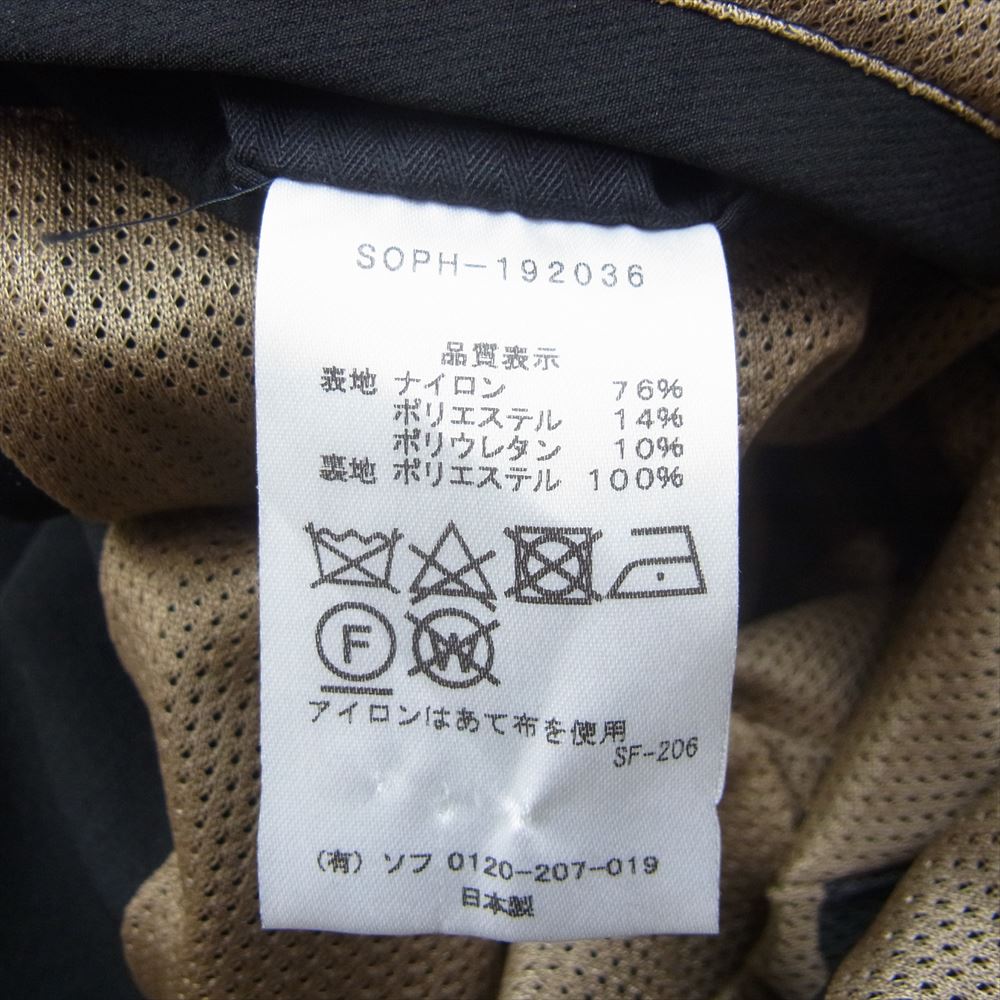 SOPH-192036
品質表示
表地 ナイロン 76%
ポリエステル 14%
ポリウレタン 10%
裏地 ポリエステル 100%
F W
アイロンはあて布を使用
SF-206
(有) ソフ 0120-207-019
日本製